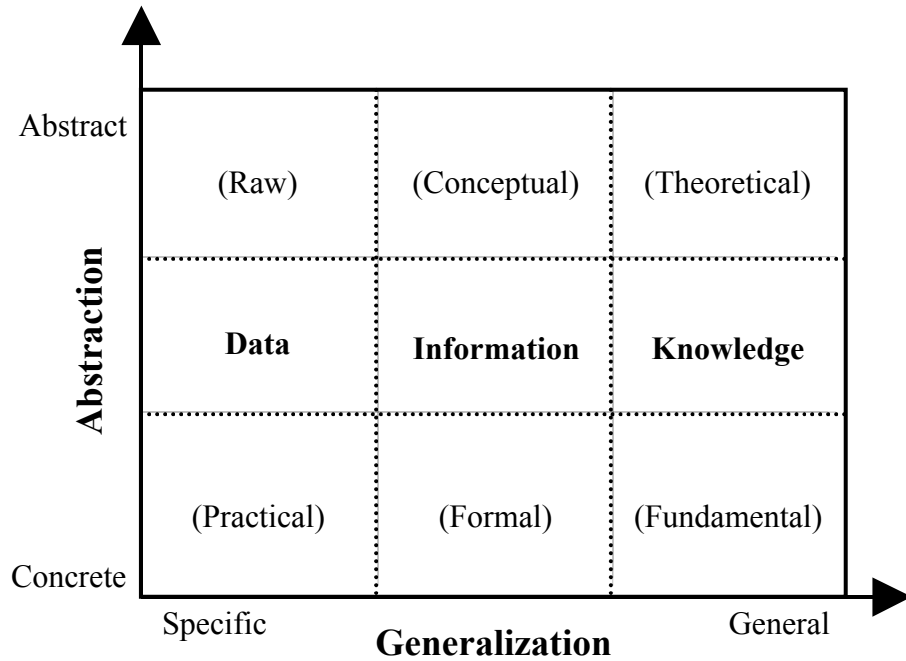 Abstract
(Raw) (Conceptual) (Theoretical)
Abstraction
Data Information Knowledge
(Practical) (Formal) (Fundamental)
Concrete
Specific General
Generalization